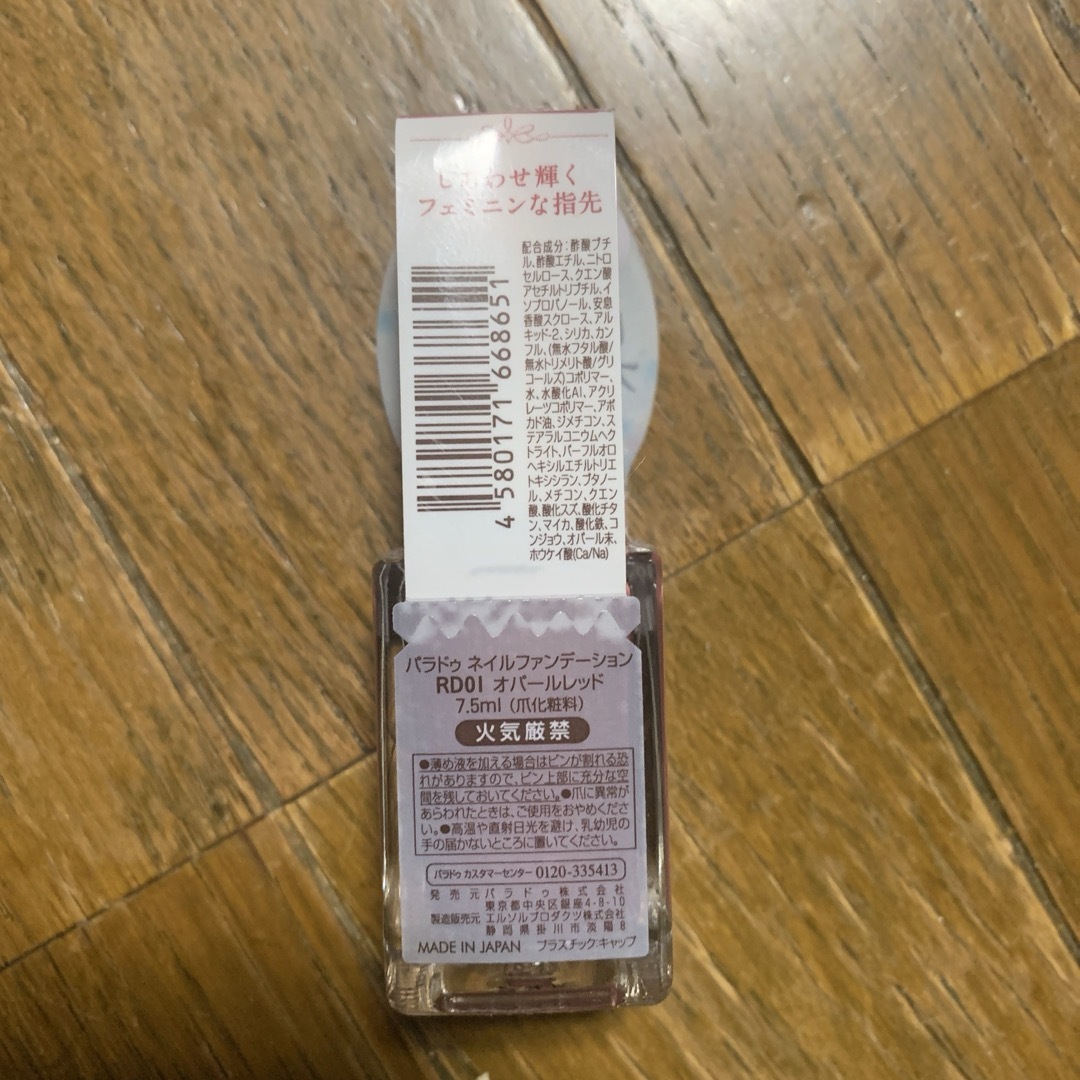 しあわせ輝く
フェミニンな指先
配合成分:酢酸ブチ
ル、酢酸エチル、ニトロ
セルロース、クエン酸
アセチルトリブチル、イ
ソプロパノール、安息
香酸スクロース、アル
キッド-2、シリカ、カン
フル、(無水フタル酸/
無水トリメリト酸/グリ
コールズ)コポリマー、
水、水酸化Al、アクリ
レーツコポリマー、アボ
カド油、ジメチコン、ス
テアラルコニウムヘク
トライト、パーフルオロ
ヘキシルエチルトリエ
トキシシラン、ブタノー
ル、メチコン、クエン
酸、酸化スズ、酸化チタ
ン、マイカ、酸化鉄、コ
ンジョウ、オパール末、
ホウケイ酸(Ca/Na)
4 580171 668651
パラドゥ ネイルファンデーション
RD01 オパールレッド
7.5ml (爪化粧料)
火気厳禁
●薄め液を加える場合はビンが割れる恐
れがありますので、ビン上部に充分な空
間を残しておいてください。●爪に異常が
あらわれたときは、ご使用をおやめくださ
い。●高温や直射日光を避け、乳幼児の
手の届かないところに置いてください。
パラドゥ カスタマーセンター 0120-335413
発売元 パラドゥ株式会社
東京都中央区銀座4-8-10
製造販売元 エルソルプロダクツ株式会社
静岡県掛川市淡陽8
MADE IN JAPAN プラスチック:キャップ